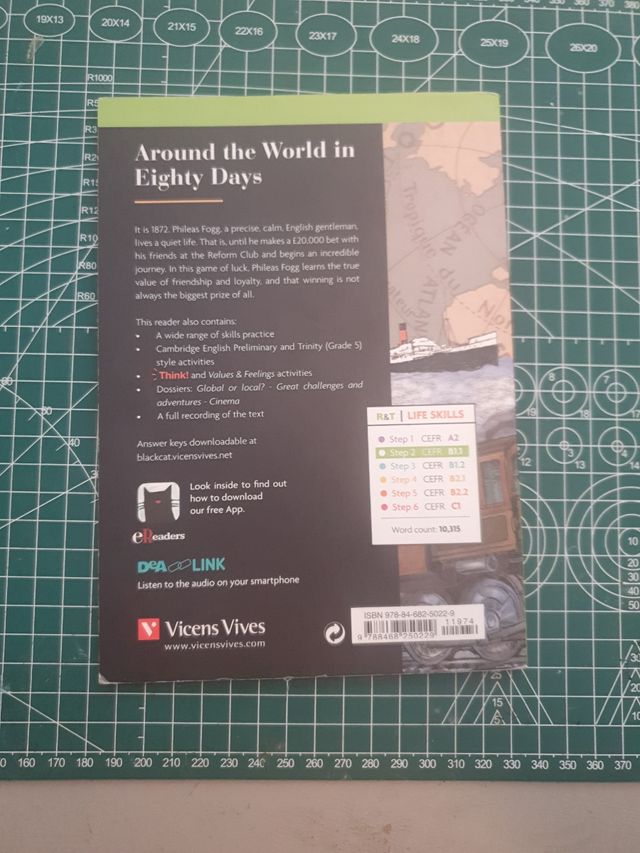 19X13
20X14
21X15
22X16
23X17
24X18
25X19
26X20
R1000
Around the World in
Eighty Days
It is 1872. Phileas Fogg, a precise, calm, English gentleman,
lives a quiet life. That is, until he makes a £20,000 bet with
his friends at the Reform Club and begins an incredible
journey. In this game of luck, Phileas Fogg learns the true
value of friendship and loyalty, and that winning is not
always the biggest prize of all.
This reader also contains:
• A wide range of skills practice
• Cambridge English Preliminary and Trinity (Grade 5)
style activities
• Think! and Values & Feelings activities
• Dossiers: Global or local? - Great challenges and
adventures - Cinema
• A full recording of the text
Answer keys downloadable at
blackcat.vicensvives.net
Look inside to find out
how to download
our free App.
eReaders
DeA LINK
Listen to the audio on your smartphone
Vicens Vives
www.vicensvives.com
R&T | LIFE SKILLS
Step 1 CEFR A2
Step 2 CEFR B1.1
Step 3 CEFR B1.2
Step 4 CEFR B2.1
Step 5 CEFR B2.2
Step 6 CEFR C1
Word count: 10,315
ISBN 978-84-682-5022-9
11974
9 788468 250229
R10
R80
R60
160 170 180 190 200 210 220 230 240 250 260 270 280 290 300 310 320 330 340 350 360 370